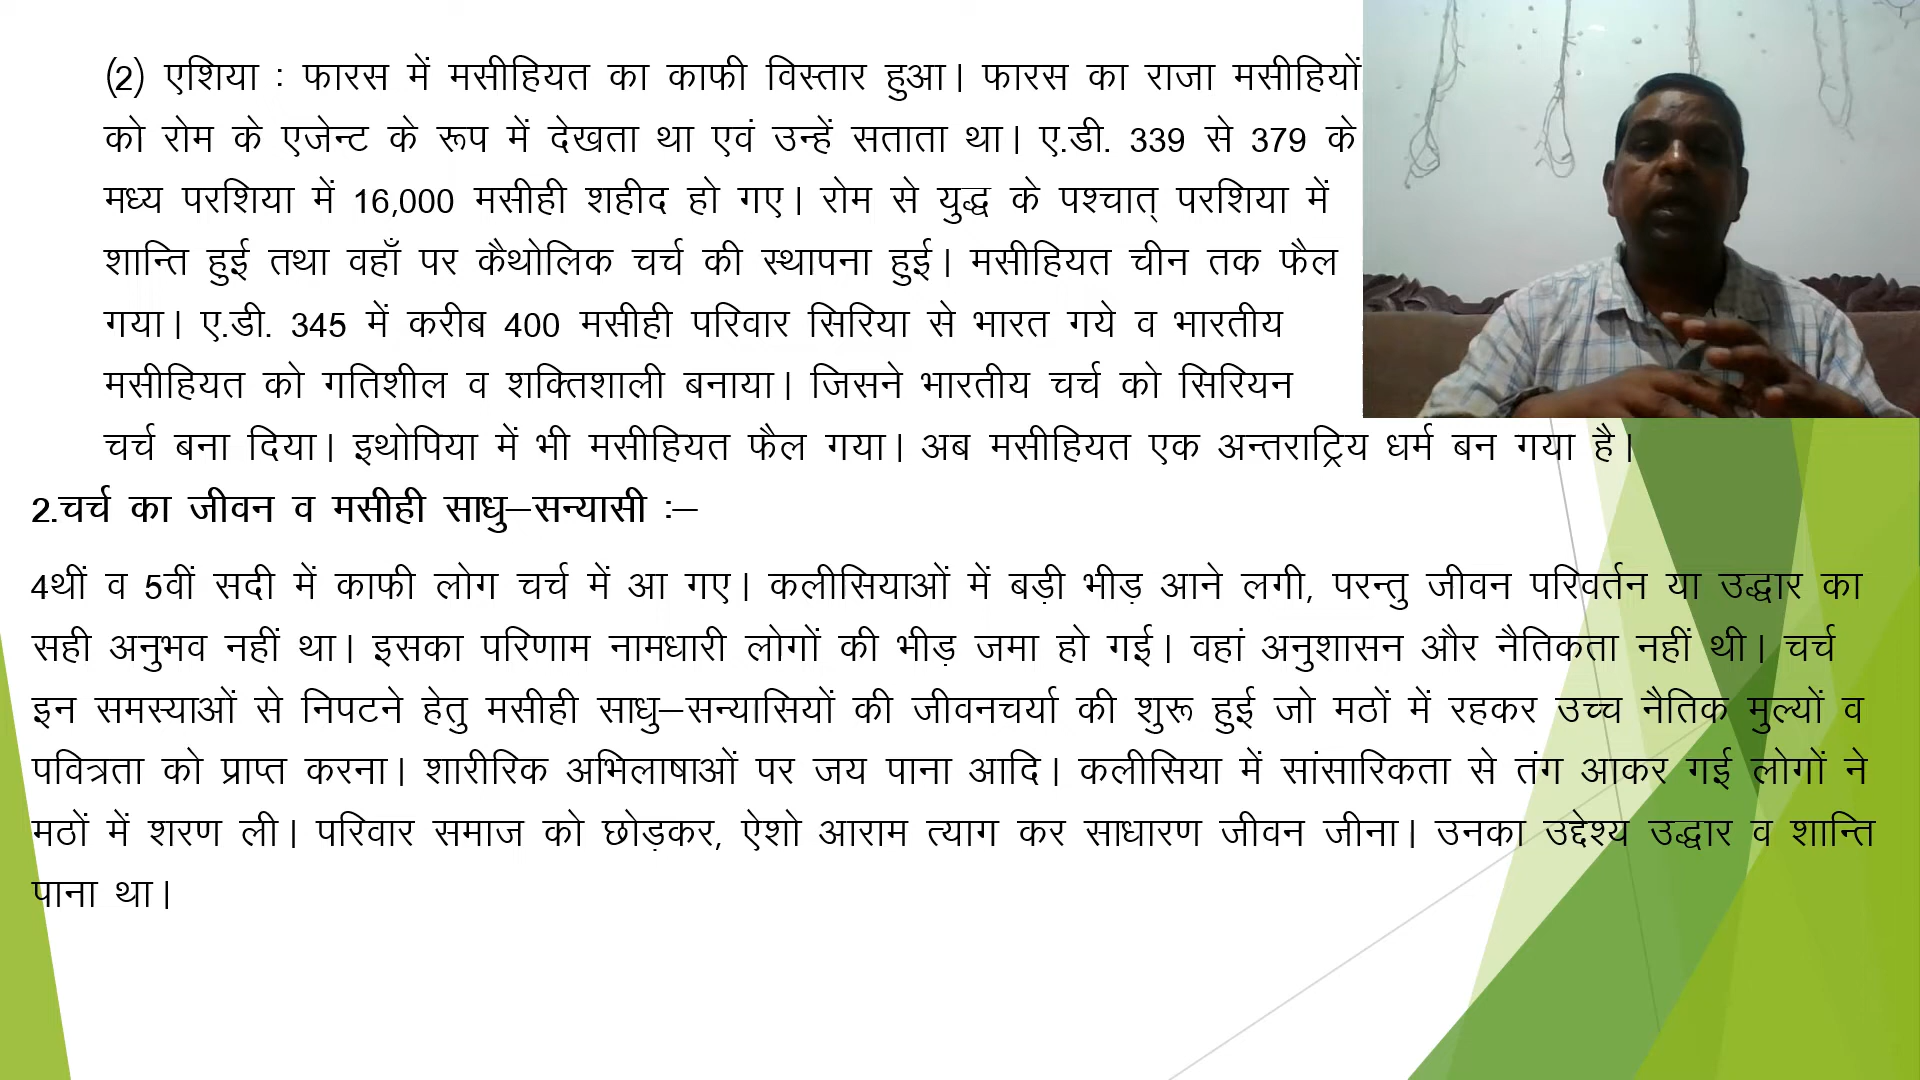 (2) एशिया : फारस में मसीहियत का काफी विस्तार हुआ। फारस का राजा मसीहियों
को रोम के एजेन्ट के रूप में देखता था एवं उन्हें सताता था। ए.डी. 339 से 379 के
मध्य परशिया में 16,000 मसीही शहीद हो गए। रोम से युद्ध के पश्चात् परशिया में
शान्ति हुई तथा वहाँ पर कैथोलिक चर्च की स्थापना हुई। मसीहियत चीन तक फैल
गया। ए.डी. 345 में करीब 400 मसीही परिवार सिरिया से भारत गये व भारतीय
मसीहियत को गतिशील व शक्तिशाली बनाया। जिसने भारतीय चर्च को सिरियन
चर्च बना दिया। इथोपिया में भी मसीहियत फैल गया। अब मसीहियत एक अन्तराट्रिय धर्म बन गया है।
2.चर्च का जीवन व मसीही साधु–सन्यासी :–
4थीं व 5वीं सदी में काफी लोग चर्च में आ गए। कलीसियाओं में बड़ी भीड़ आने लगी, परन्तु जीवन परिवर्तन या उद्धार का
सही अनुभव नहीं था। इसका परिणाम नामधारी लोगों की भीड़ जमा हो गई। वहां अनुशासन और नैतिकता नहीं थी। चर्च
इन समस्याओं से निपटने हेतु मसीही साधु–सन्यासियों की जीवनचर्या की शुरू हुई जो मठों में रहकर उच्च नैतिक मुल्यों व
पवित्रता को प्राप्त करना। शारीरिक अभिलाषाओं पर जय पाना आदि। कलीसिया में सांसारिकता से तंग आकर गई लोगों ने
मठों में शरण ली। परिवार समाज को छोड़कर, ऐशो आराम त्याग कर साधारण जीवन जीना। उनका उद्देश्य उद्धार व शान्ति
पाना था।